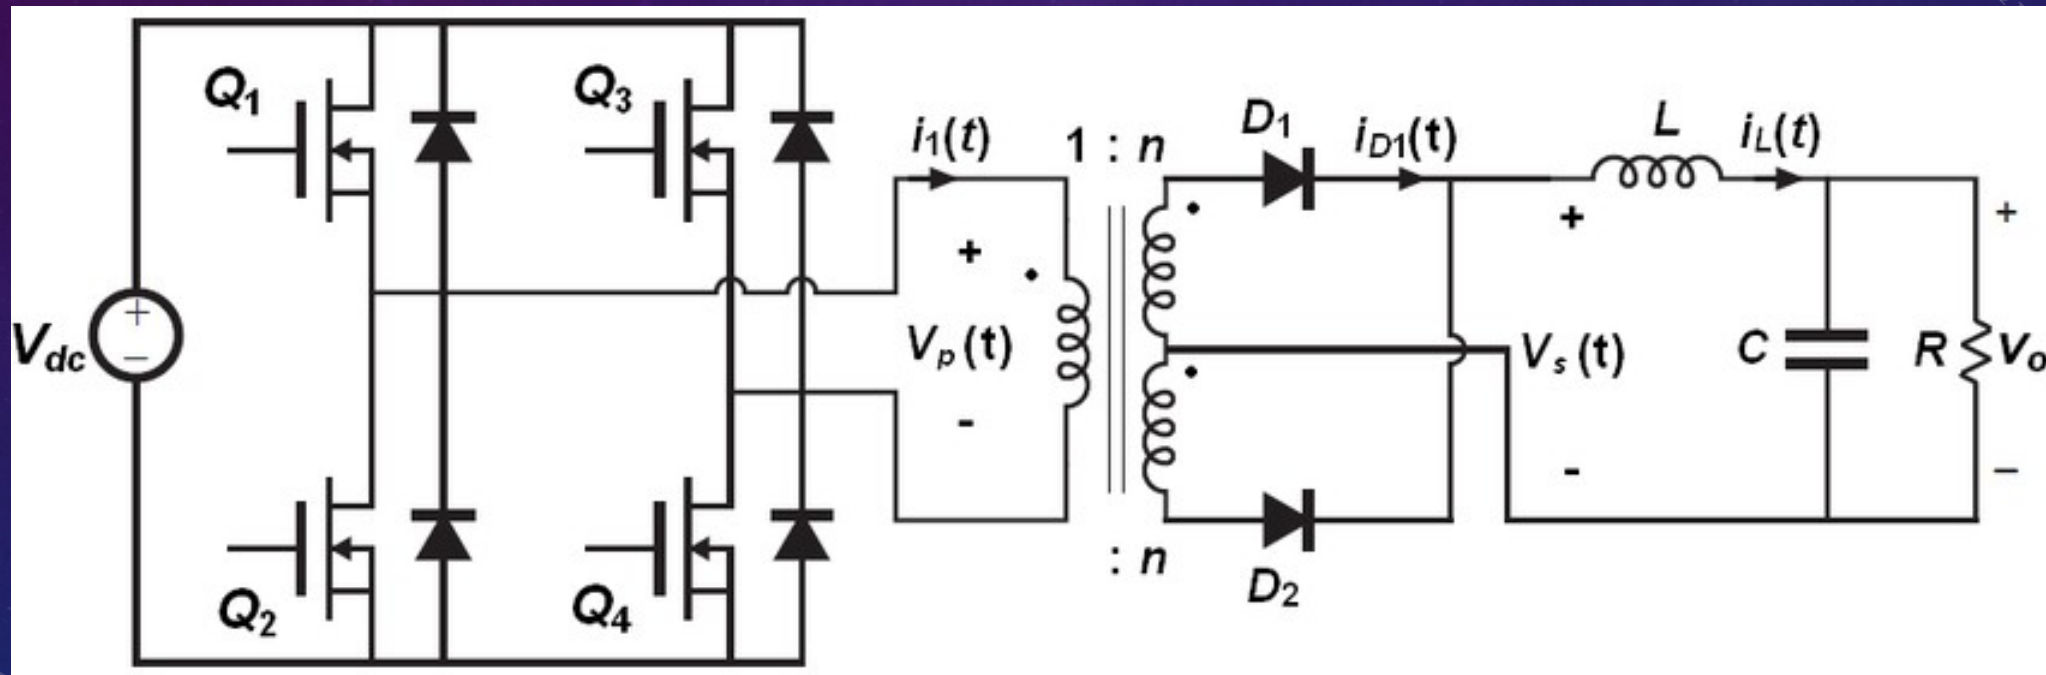 Q1
Q3
i1(t)
1 : n
D1
iD1(t)
L
iL(t)
+
+
+
+
−
Vdc
Vp (t)
Vs (t)
C
R
Vo
-
-
−
Q2
Q4
: n
D2